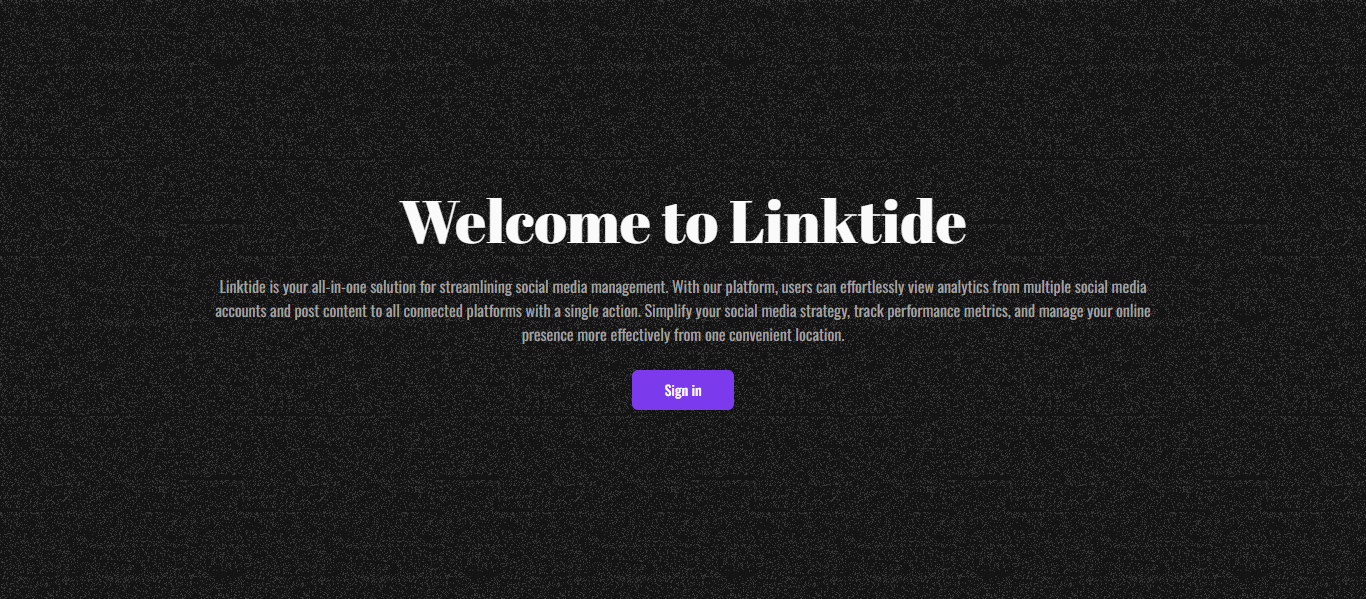 Welcome to Linktide
Linktide is your all-in-one solution for streamlining social media management. With our platform, users can effortlessly view analytics from multiple social media
accounts and post content to all connected platforms with a single action. Simplify your social media strategy, track performance metrics, and manage your online
presence more effectively from one convenient location.
Sign in